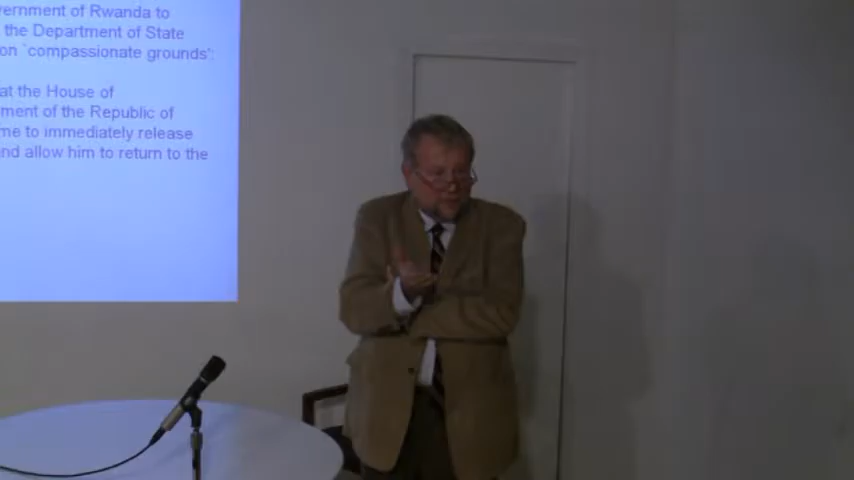 ernment of Rwanda to
the Department of State
on `compassionate grounds':
at the House of
ment of the Republic of
me to immediately release
nd allow him to return to the